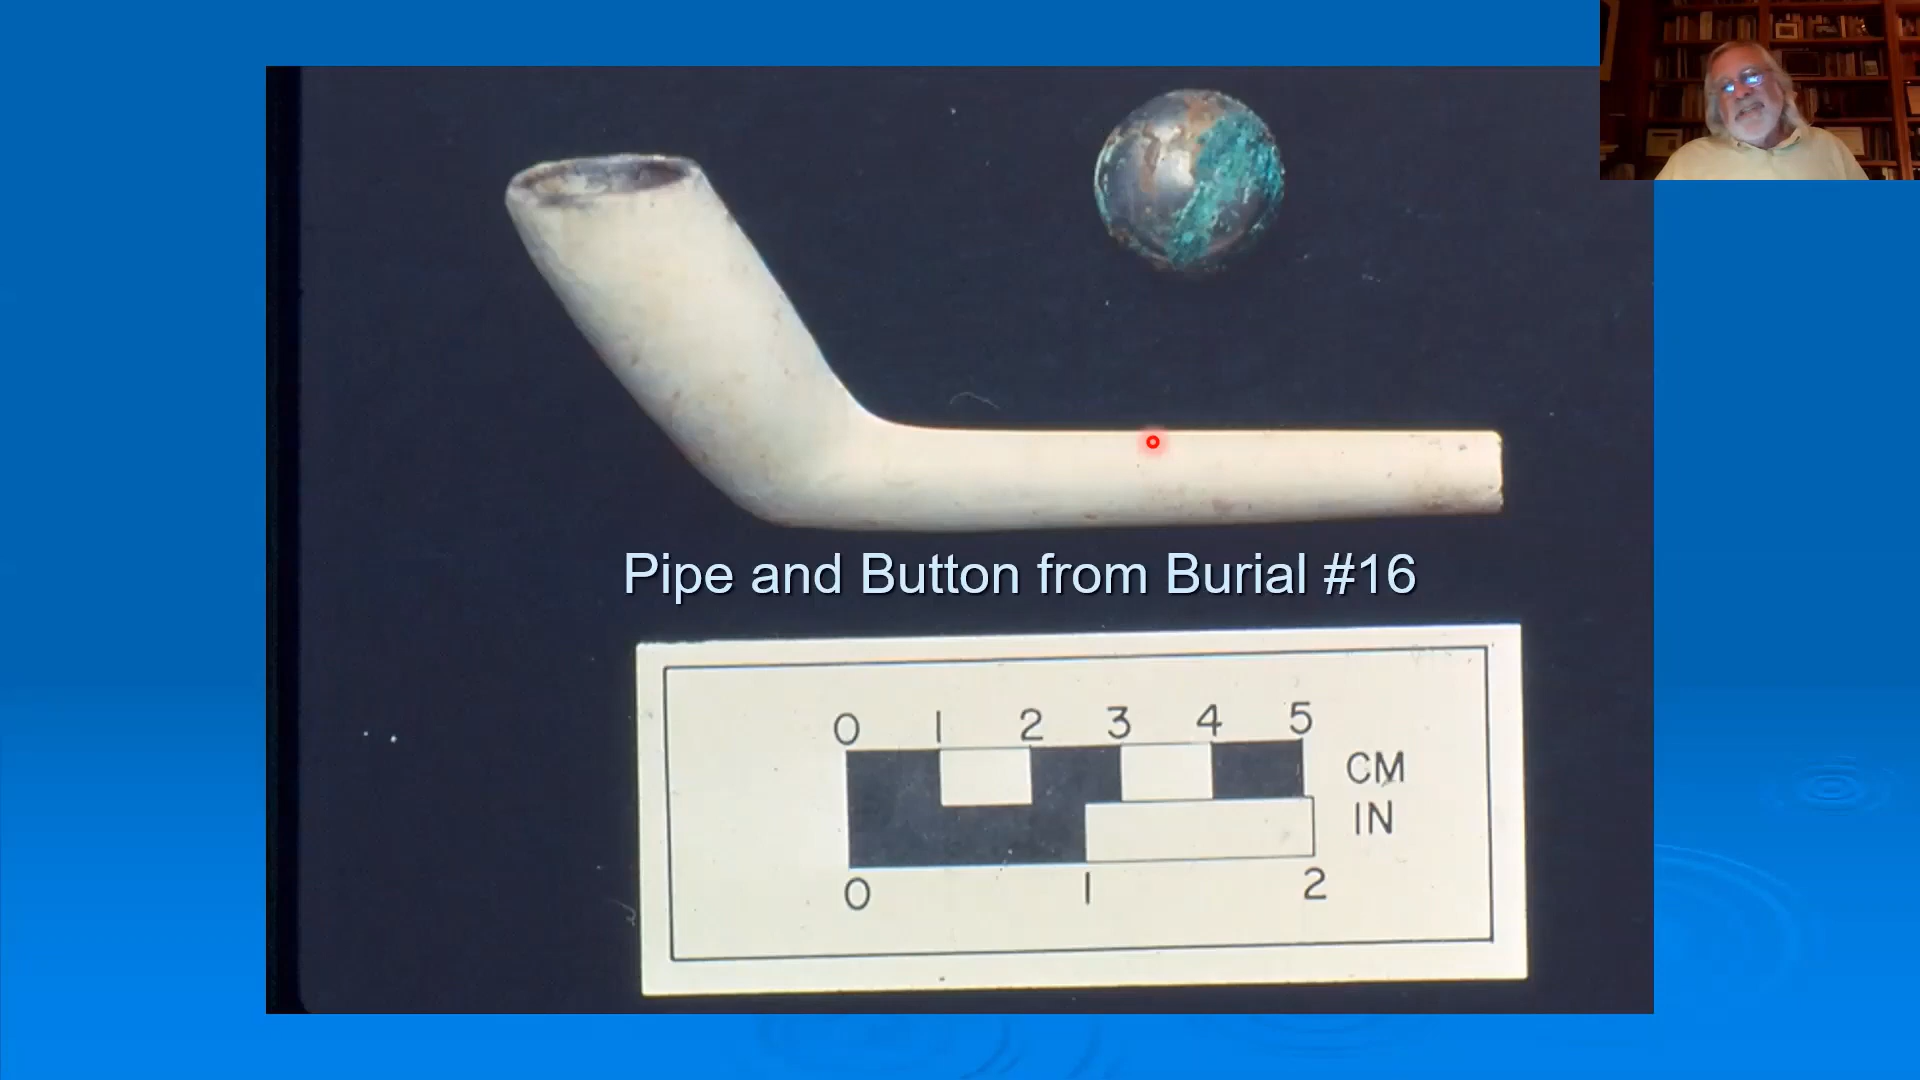 Pipe and Button from Burial #16
0 1 2 3 4 5
CM
IN
0 1 2